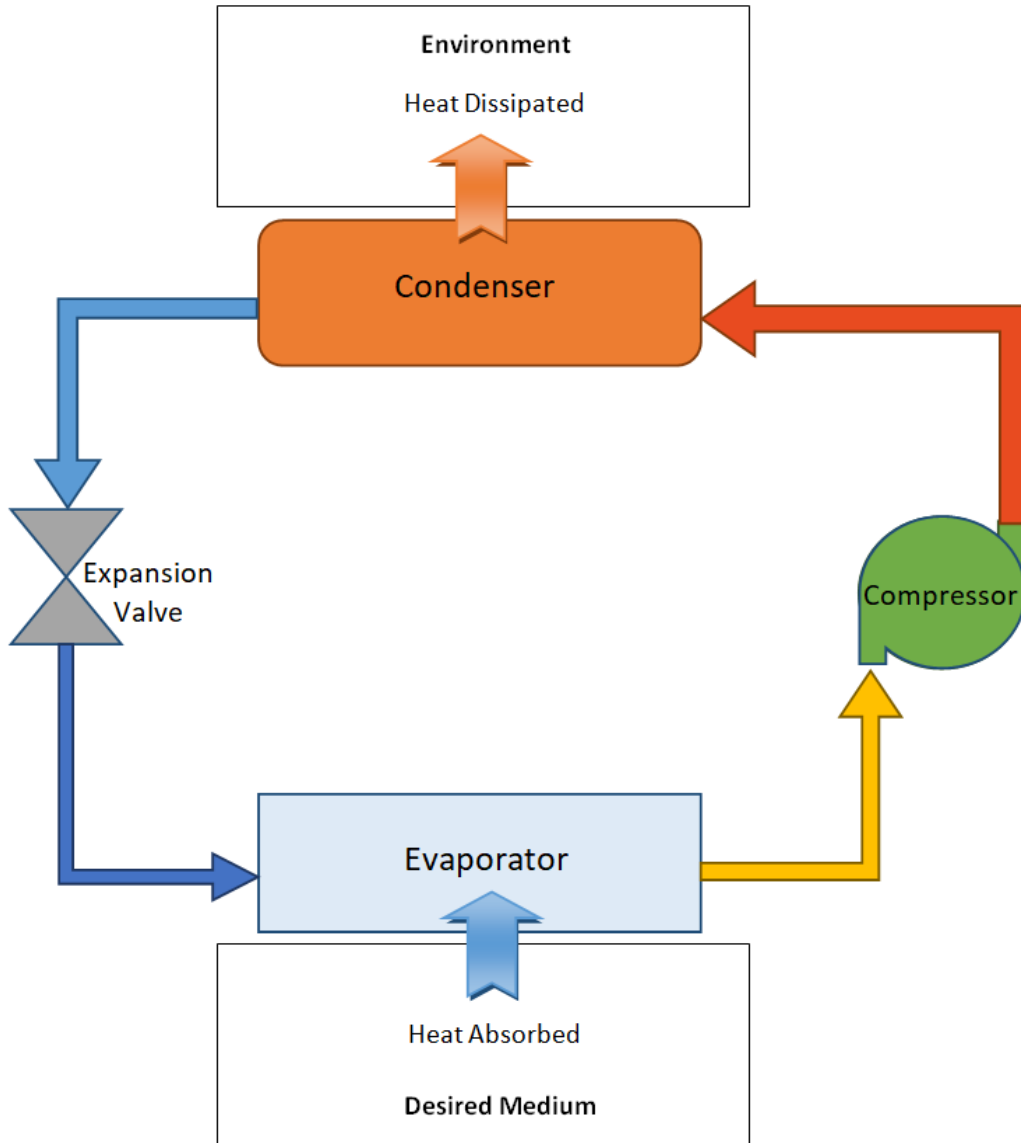 Environment
Heat Dissipated
Condenser
Expansion
Valve
Compressor
Evaporator
Heat Absorbed
Desired Medium